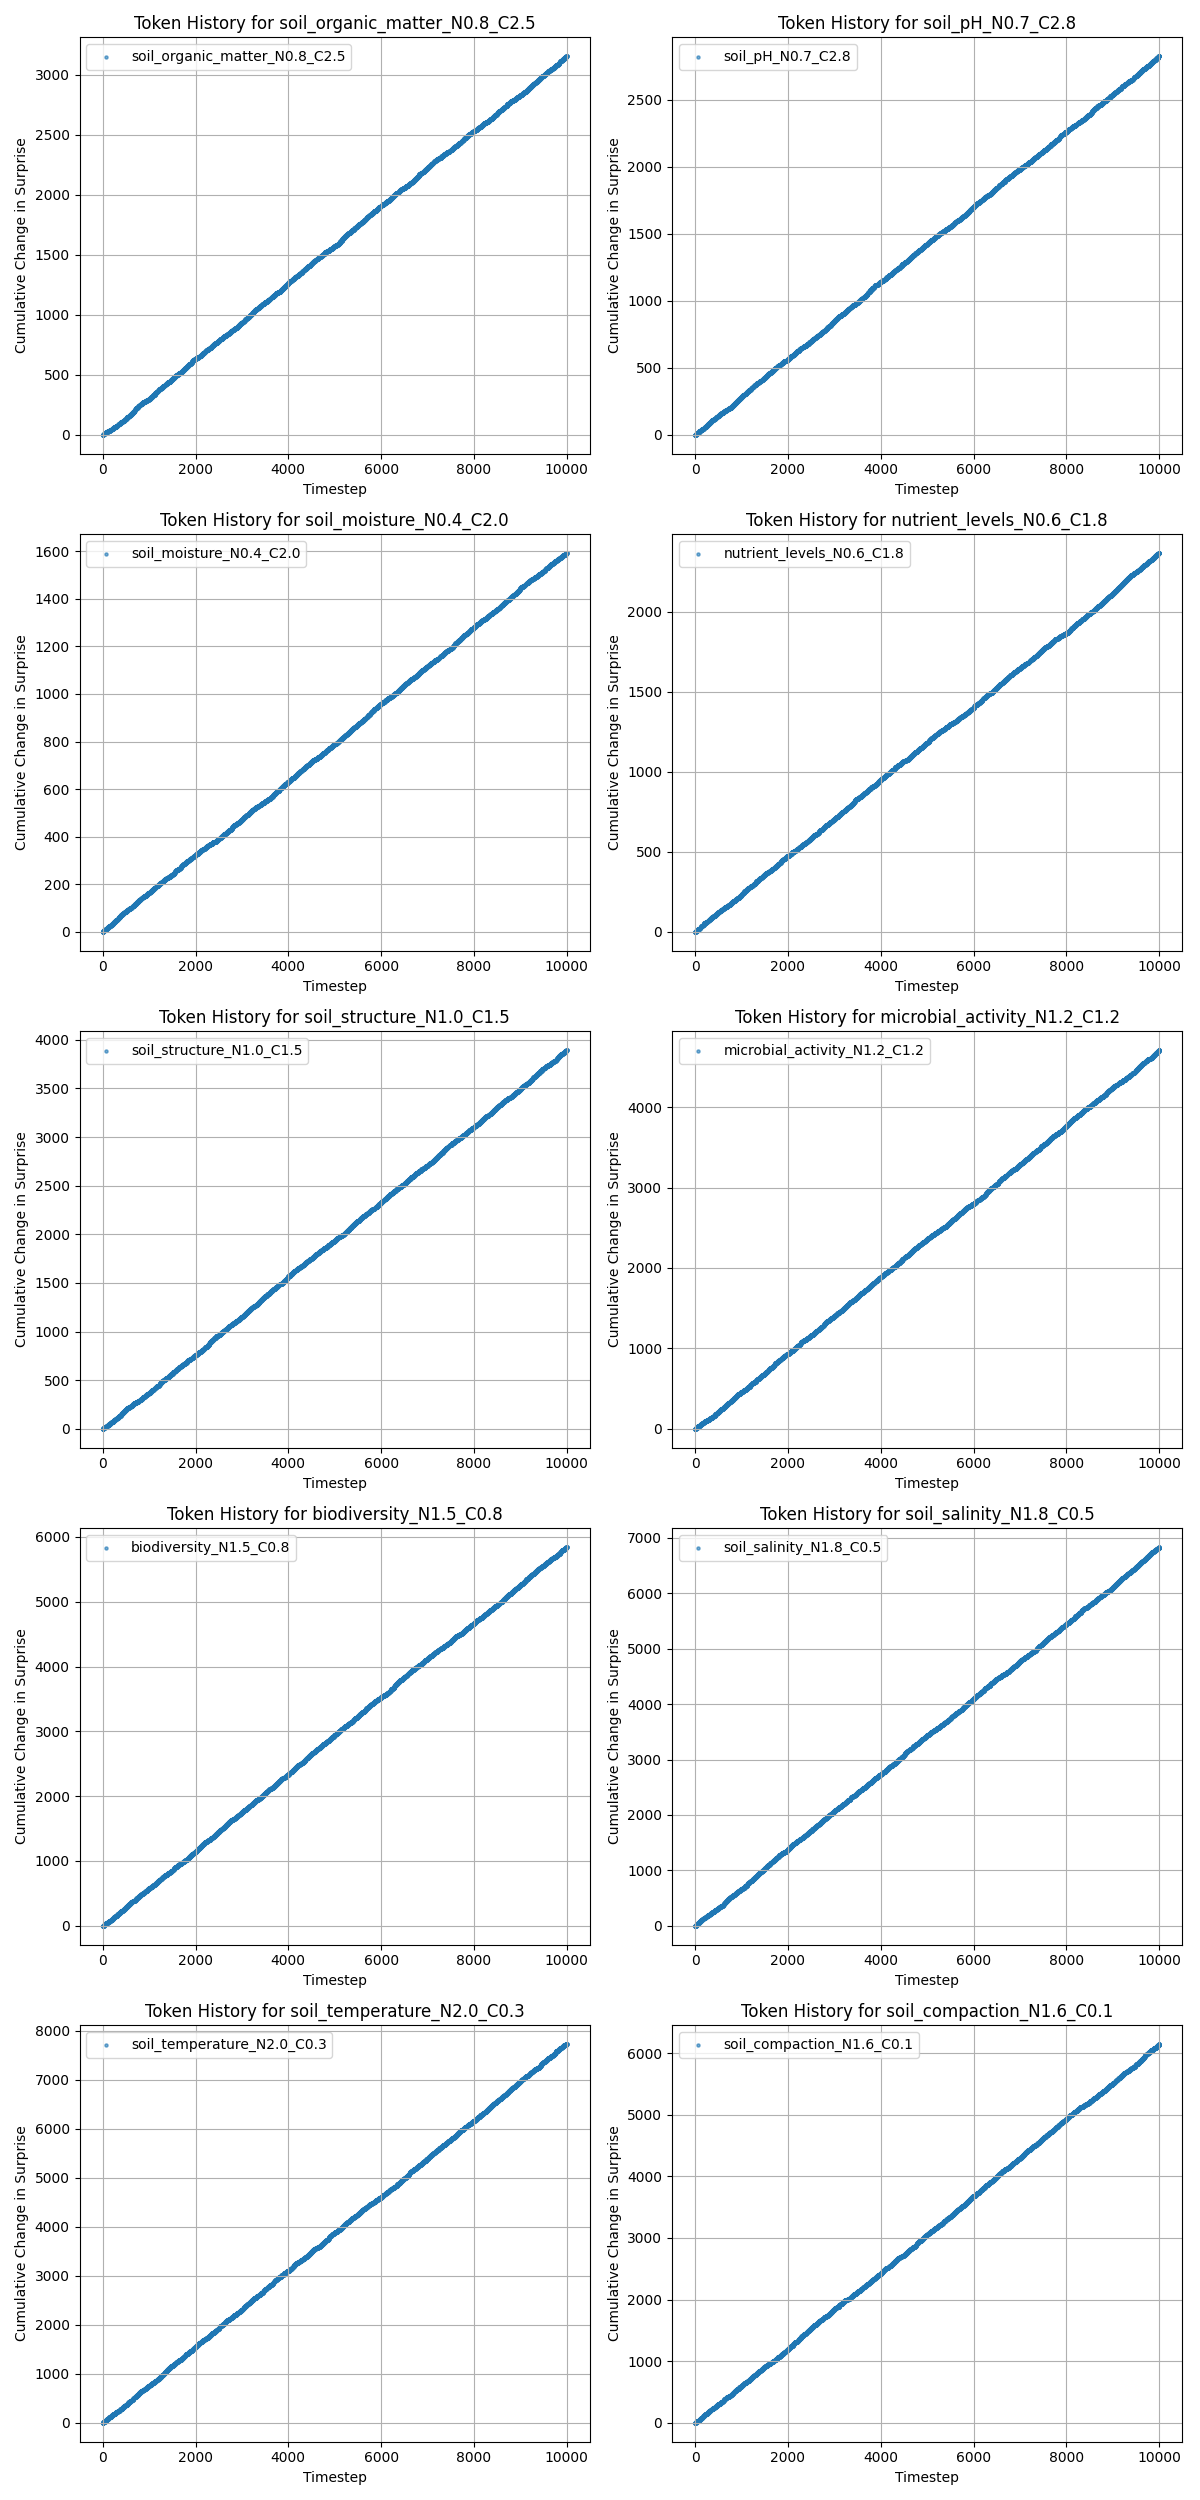 Token History for soil_organic_matter_N0.8_C2.5
soil_organic_matter_N0.8_C2.5
Cumulative Change in Surprise
3000
2500
2000
1500
1000
500
0
0 2000 4000 6000 8000 10000
Timestep
Token History for soil_pH_N0.7_C2.8
soil_pH_N0.7_C2.8
Cumulative Change in Surprise
2500
2000
1500
1000
500
0
0 2000 4000 6000 8000 10000
Timestep
Token History for soil_moisture_N0.4_C2.0
soil_moisture_N0.4_C2.0
Cumulative Change in Surprise
1600
1400
1200
1000
800
600
400
200
0
0 2000 4000 6000 8000 10000
Timestep
Token History for nutrient_levels_N0.6_C1.8
nutrient_levels_N0.6_C1.8
Cumulative Change in Surprise
2000
1500
1000
500
0
0 2000 4000 6000 8000 10000
Timestep
Token History for soil_structure_N1.0_C1.5
soil_structure_N1.0_C1.5
Cumulative Change in Surprise
4000
3500
3000
2500
2000
1500
1000
500
0
0 2000 4000 6000 8000 10000
Timestep
Token History for microbial_activity_N1.2_C1.2
microbial_activity_N1.2_C1.2
Cumulative Change in Surprise
4000
3000
2000
1000
0
0 2000 4000 6000 8000 10000
Timestep
Token History for biodiversity_N1.5_C0.8
biodiversity_N1.5_C0.8
Cumulative Change in Surprise
6000
5000
4000
3000
2000
1000
0
0 2000 4000 6000 8000 10000
Timestep
Token History for soil_salinity_N1.8_C0.5
soil_salinity_N1.8_C0.5
Cumulative Change in Surprise
7000
6000
5000
4000
3000
2000
1000
0
0 2000 4000 6000 8000 10000
Timestep
Token History for soil_temperature_N2.0_C0.3
soil_temperature_N2.0_C0.3
Cumulative Change in Surprise
8000
7000
6000
5000
4000
3000
2000
1000
0
0 2000 4000 6000 8000 10000
Timestep
Token History for soil_compaction_N1.6_C0.1
soil_compaction_N1.6_C0.1
Cumulative Change in Surprise
6000
5000
4000
3000
2000
1000
0
0 2000 4000 6000 8000 10000
Timestep